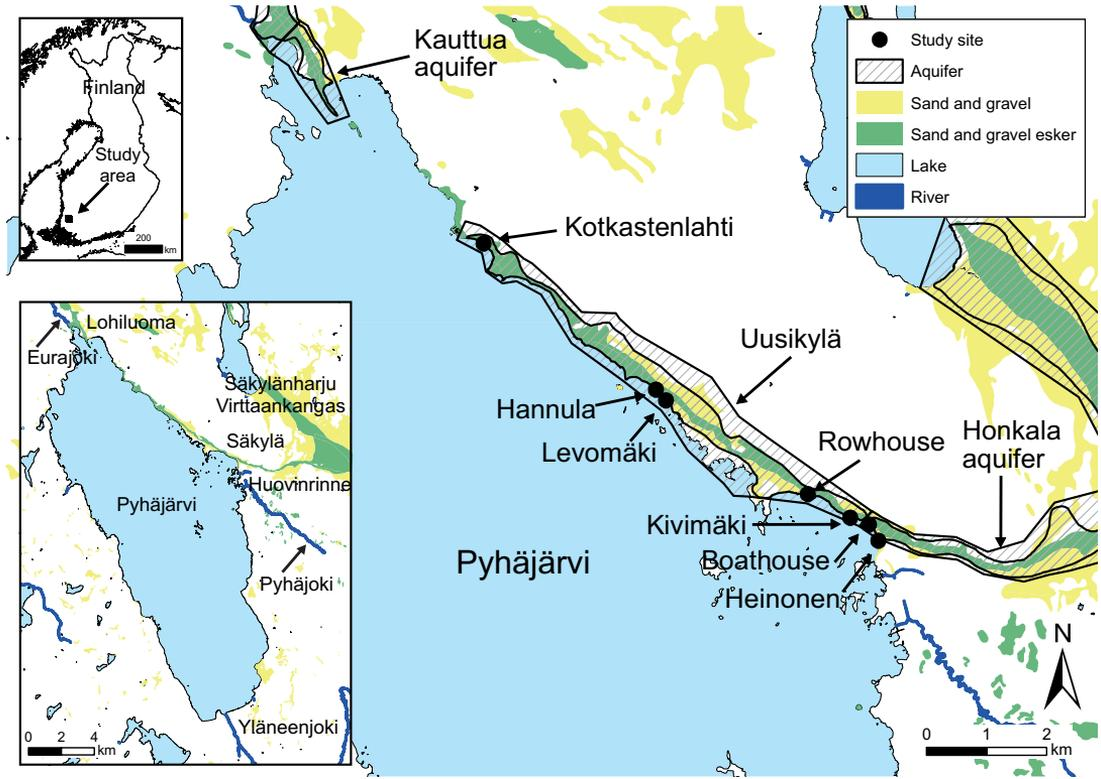 Finland
Study
area
200
km
Kauttua
aquifer
Study site
Aquifer
Sand and gravel
Sand and gravel esker
Lake
River
Kotkastenlahti
Uusikylä
Hannula
Levomäki
Rowhouse
Honkala
aquifer
Kivimäki
Boathouse
Heinonen
Pyhäjärvi
N
0 1 2
km
Lohiluoma
Eurajoki
Säkylänharju
Virttaankangas
Säkylä
Huovinrinne
Pyhäjärvi
Pyhäjoki
Yläneenjoki
0 2 4
km